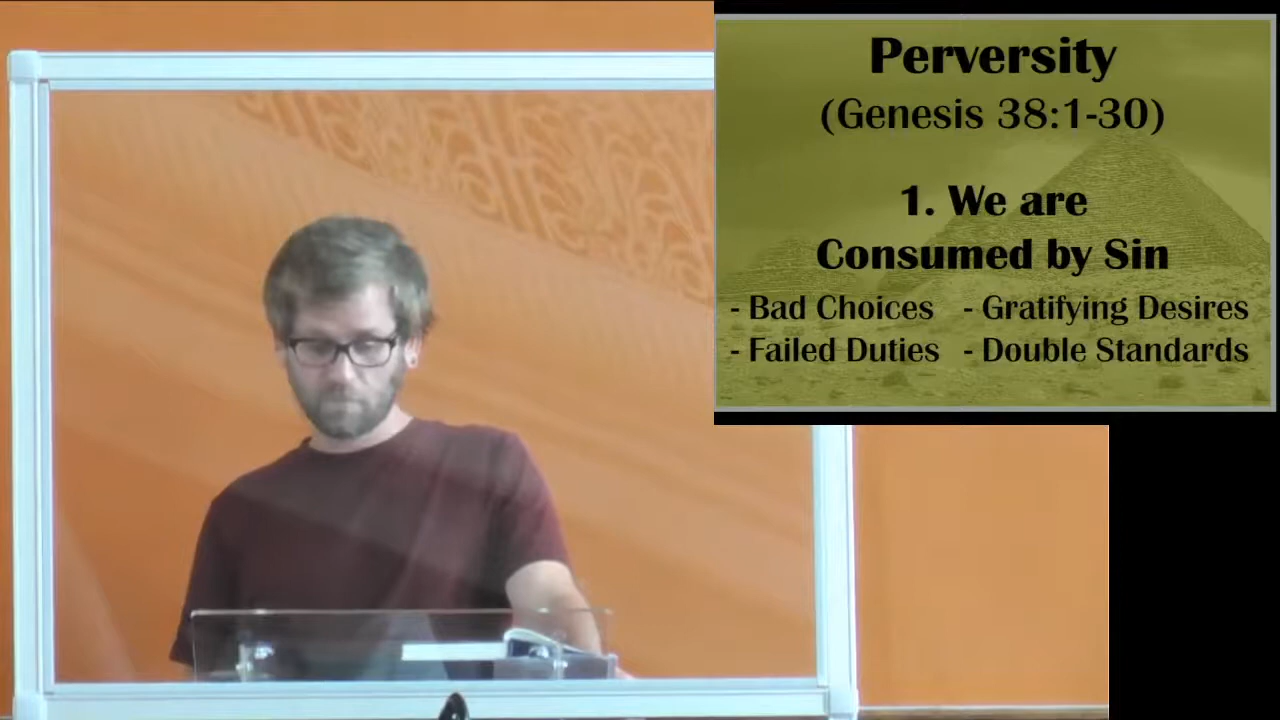 Perversity
(Genesis 38:1-30)
1. We are
Consumed by Sin
- Bad Choices - Gratifying Desires
- Failed Duties - Double Standards